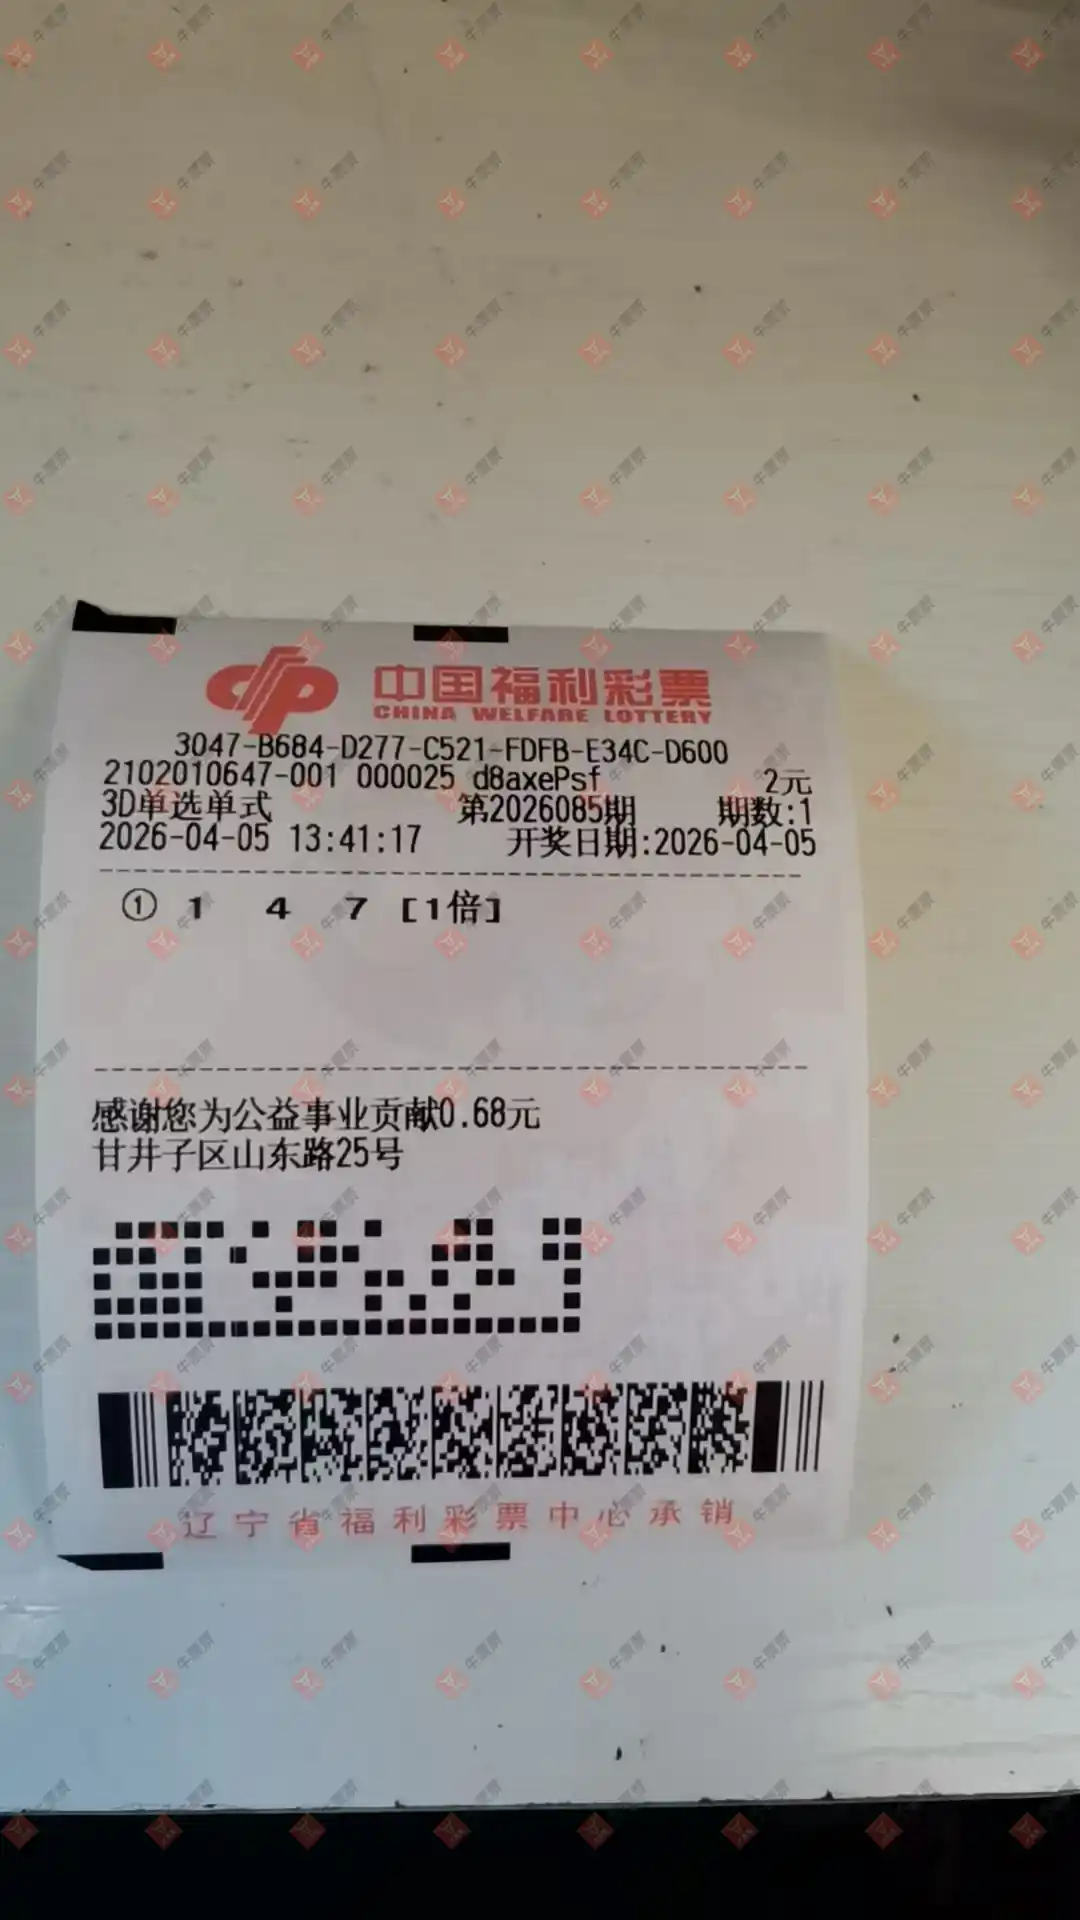 中国福利彩票
CHINA WELFARE LOTTERY
3047-B684-D277-C521-FDFB-E34C-D600
2102010647-001 000025 d8axePsf 2元
3D单选单式 第2026085期 期数:1
2026-04-05 13:41:17 开奖日期:2026-04-05
① 1 4 7 [1倍]
感谢您为公益事业贡献0.68元
甘井子区山东路25号
辽宁省福利彩票中心承销